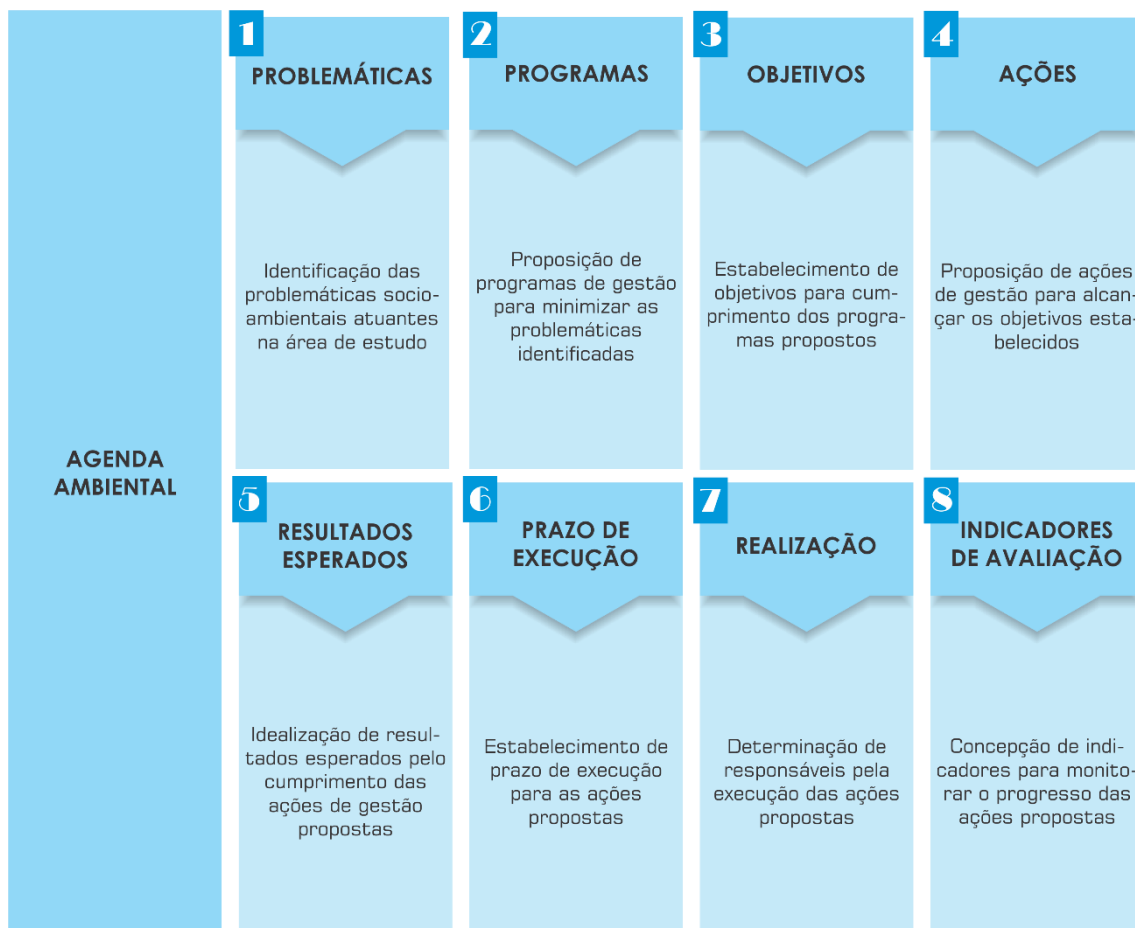 AGENDA
AMBIENTAL
1
PROBLEMÁTICAS
Identificação das
problemáticas socio-
ambientais atuantes
na área de estudo
2
PROGRAMAS
Proposição de
programas de gestão
para minimizar as
problemáticas
identificadas
3
OBJETIVOS
Estabelecimento de
objetivos para cum-
primento dos progra-
mas propostos
4
AÇÕES
Proposição de ações
de gestão para alcan-
çar os objetivos esta-
belecidos
5
RESULTADOS
ESPERADOS
Idealização de resul-
tados esperados pelo
cumprimento das
ações de gestão
propostas
6
PRAZO DE
EXECUÇÃO
Estabelecimento de
prazo de execução
para as ações
propostas
7
REALIZAÇÃO
Determinação de
responsáveis pela
execução das ações
propostas
8
INDICADORES
DE AVALIAÇÃO
Concepção de indi-
cadores para monito-
rar o progresso das
ações propostas